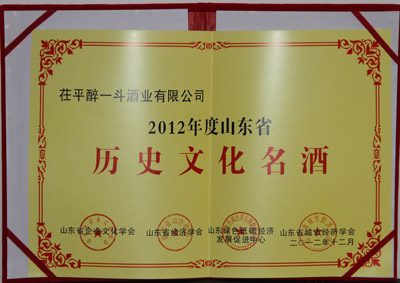 茌平醉一斗酒业有限公司
2012年度山东省
历史文化名酒
山东省企业文化学会 山东省经济学会 山东绿色低碳经济发展促进中心 山东省城市经济学会
二〇一二年十二月